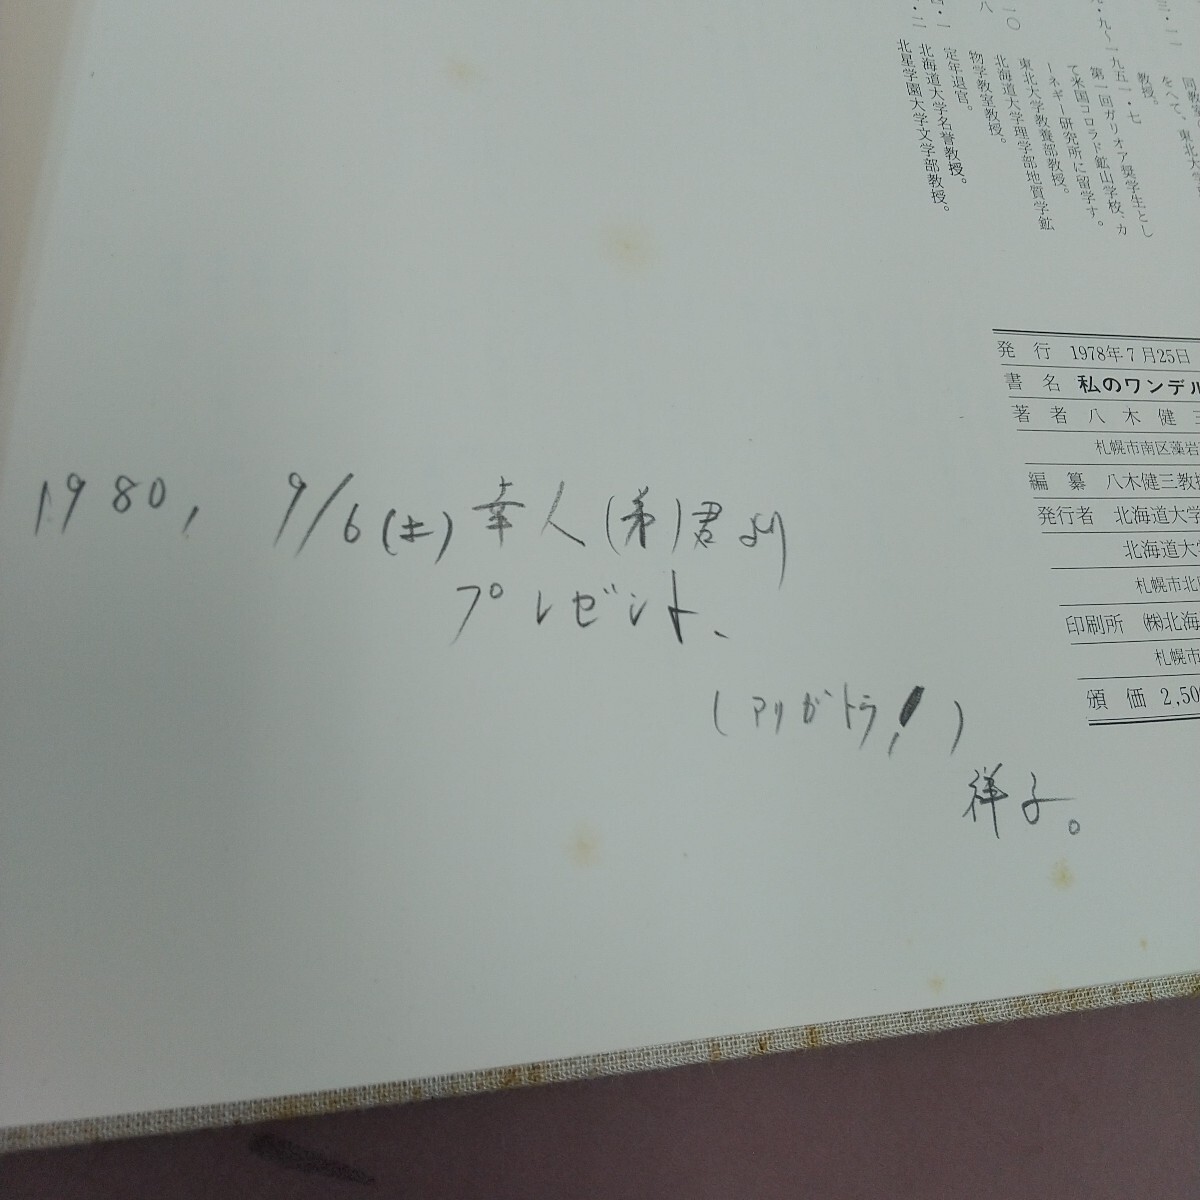 同教室
をへて、東北大学
教授。
第一回ガリオア奨学生とし
て米国コロラド鉱山学校、カ
ーネギー研究所に留学す。
東北大学教養部教授。
北海道大学理学部地質学鉱
物学教室教授。
定年退官。
北海道大学名誉教授。
北星学園大学文学部教授。
発行 1978年7月25日
書名 私のワンデル
著者 八木健三
札幌市南区藻岩
編纂 八木健三教授
発行者 北海道大学
北海道大学
札幌市北
印刷所 ㈱北海
札幌市
頒価 2,50
1980, 9/6(土) 幸人(弟)君より
プレゼント、
(アリガトウ!)
祥子。